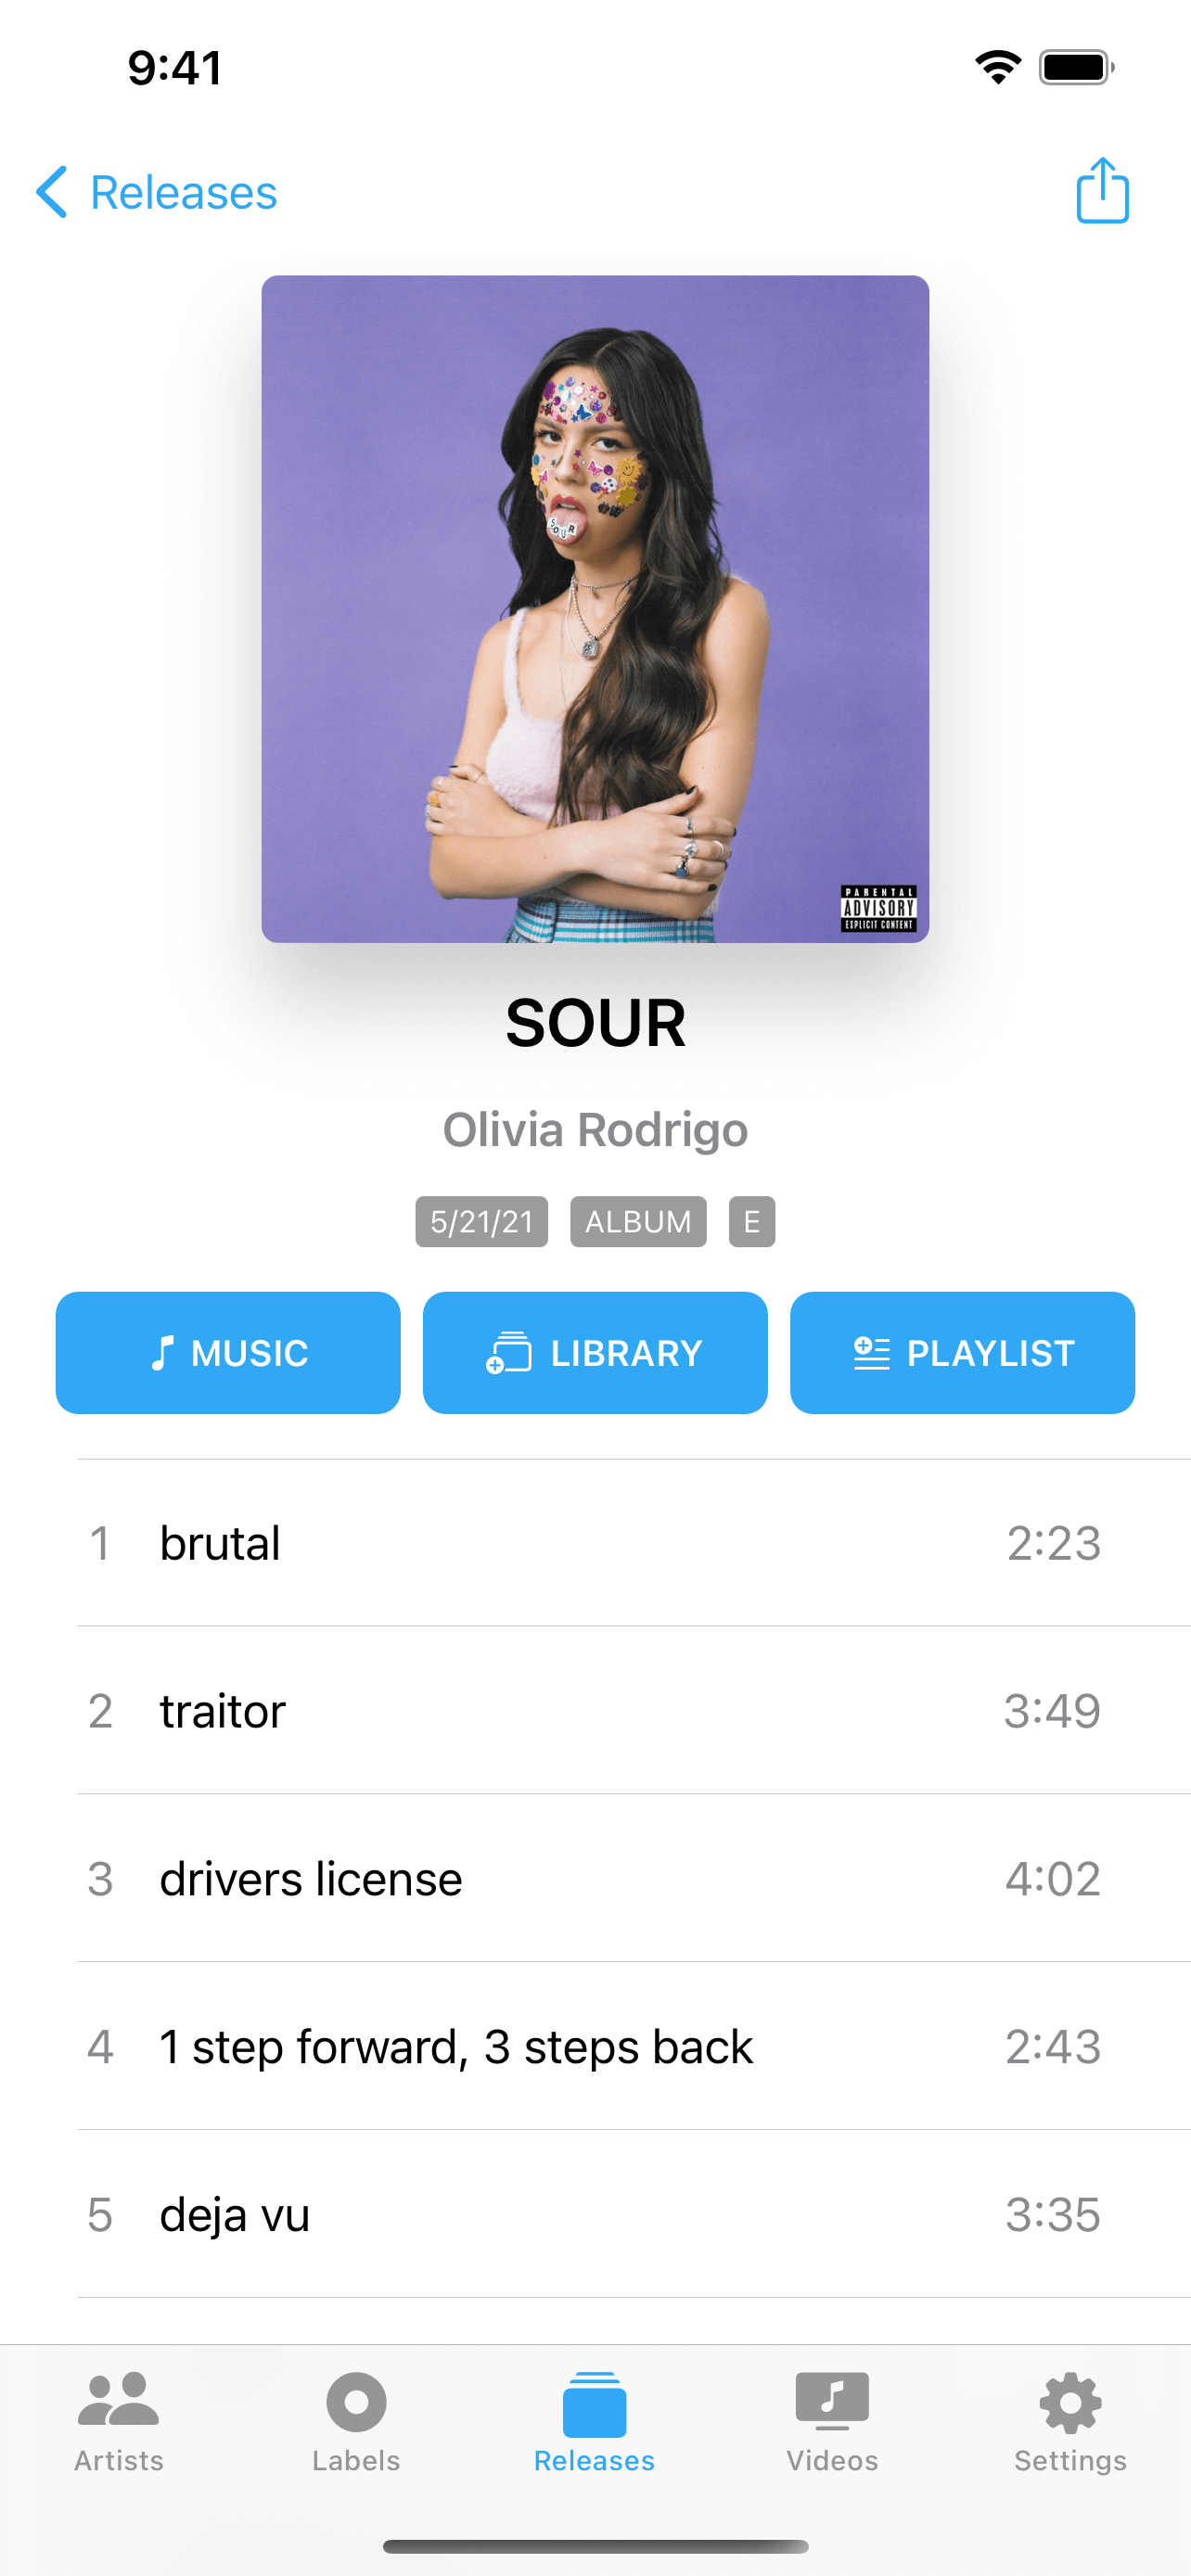 9:41
Releases
SOUR
PARENTAL
ADVISORY
EXPLICIT CONTENT
SOUR
Olivia Rodrigo
5/21/21 ALBUM E
MUSIC LIBRARY PLAYLIST
1 brutal 2:23
2 traitor 3:49
3 drivers license 4:02
4 1 step forward, 3 steps back 2:43
5 deja vu 3:35
Artists Labels Releases Videos Settings